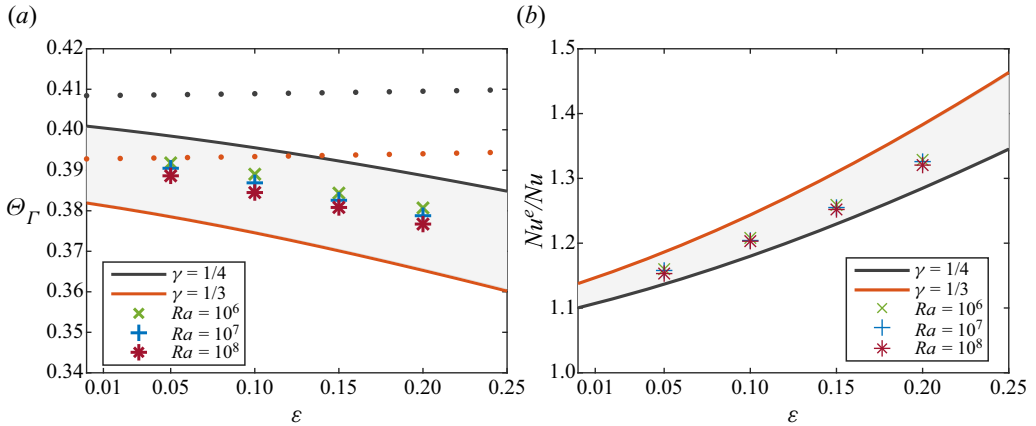 (a)
0.42
0.41
0.40
0.39
Θ_Γ 0.38
0.37
0.36
0.35
0.34
γ = 1/4
γ = 1/3
Ra = 10^6
Ra = 10^7
Ra = 10^8
0.01 0.05 0.10 0.15 0.20 0.25
ε
(b)
1.5
1.4
1.3
Nu^e/Nu
1.2
1.1
1.0
γ = 1/4
γ = 1/3
Ra = 10^6
Ra = 10^7
Ra = 10^8
0.01 0.05 0.10 0.15 0.20 0.25
ε